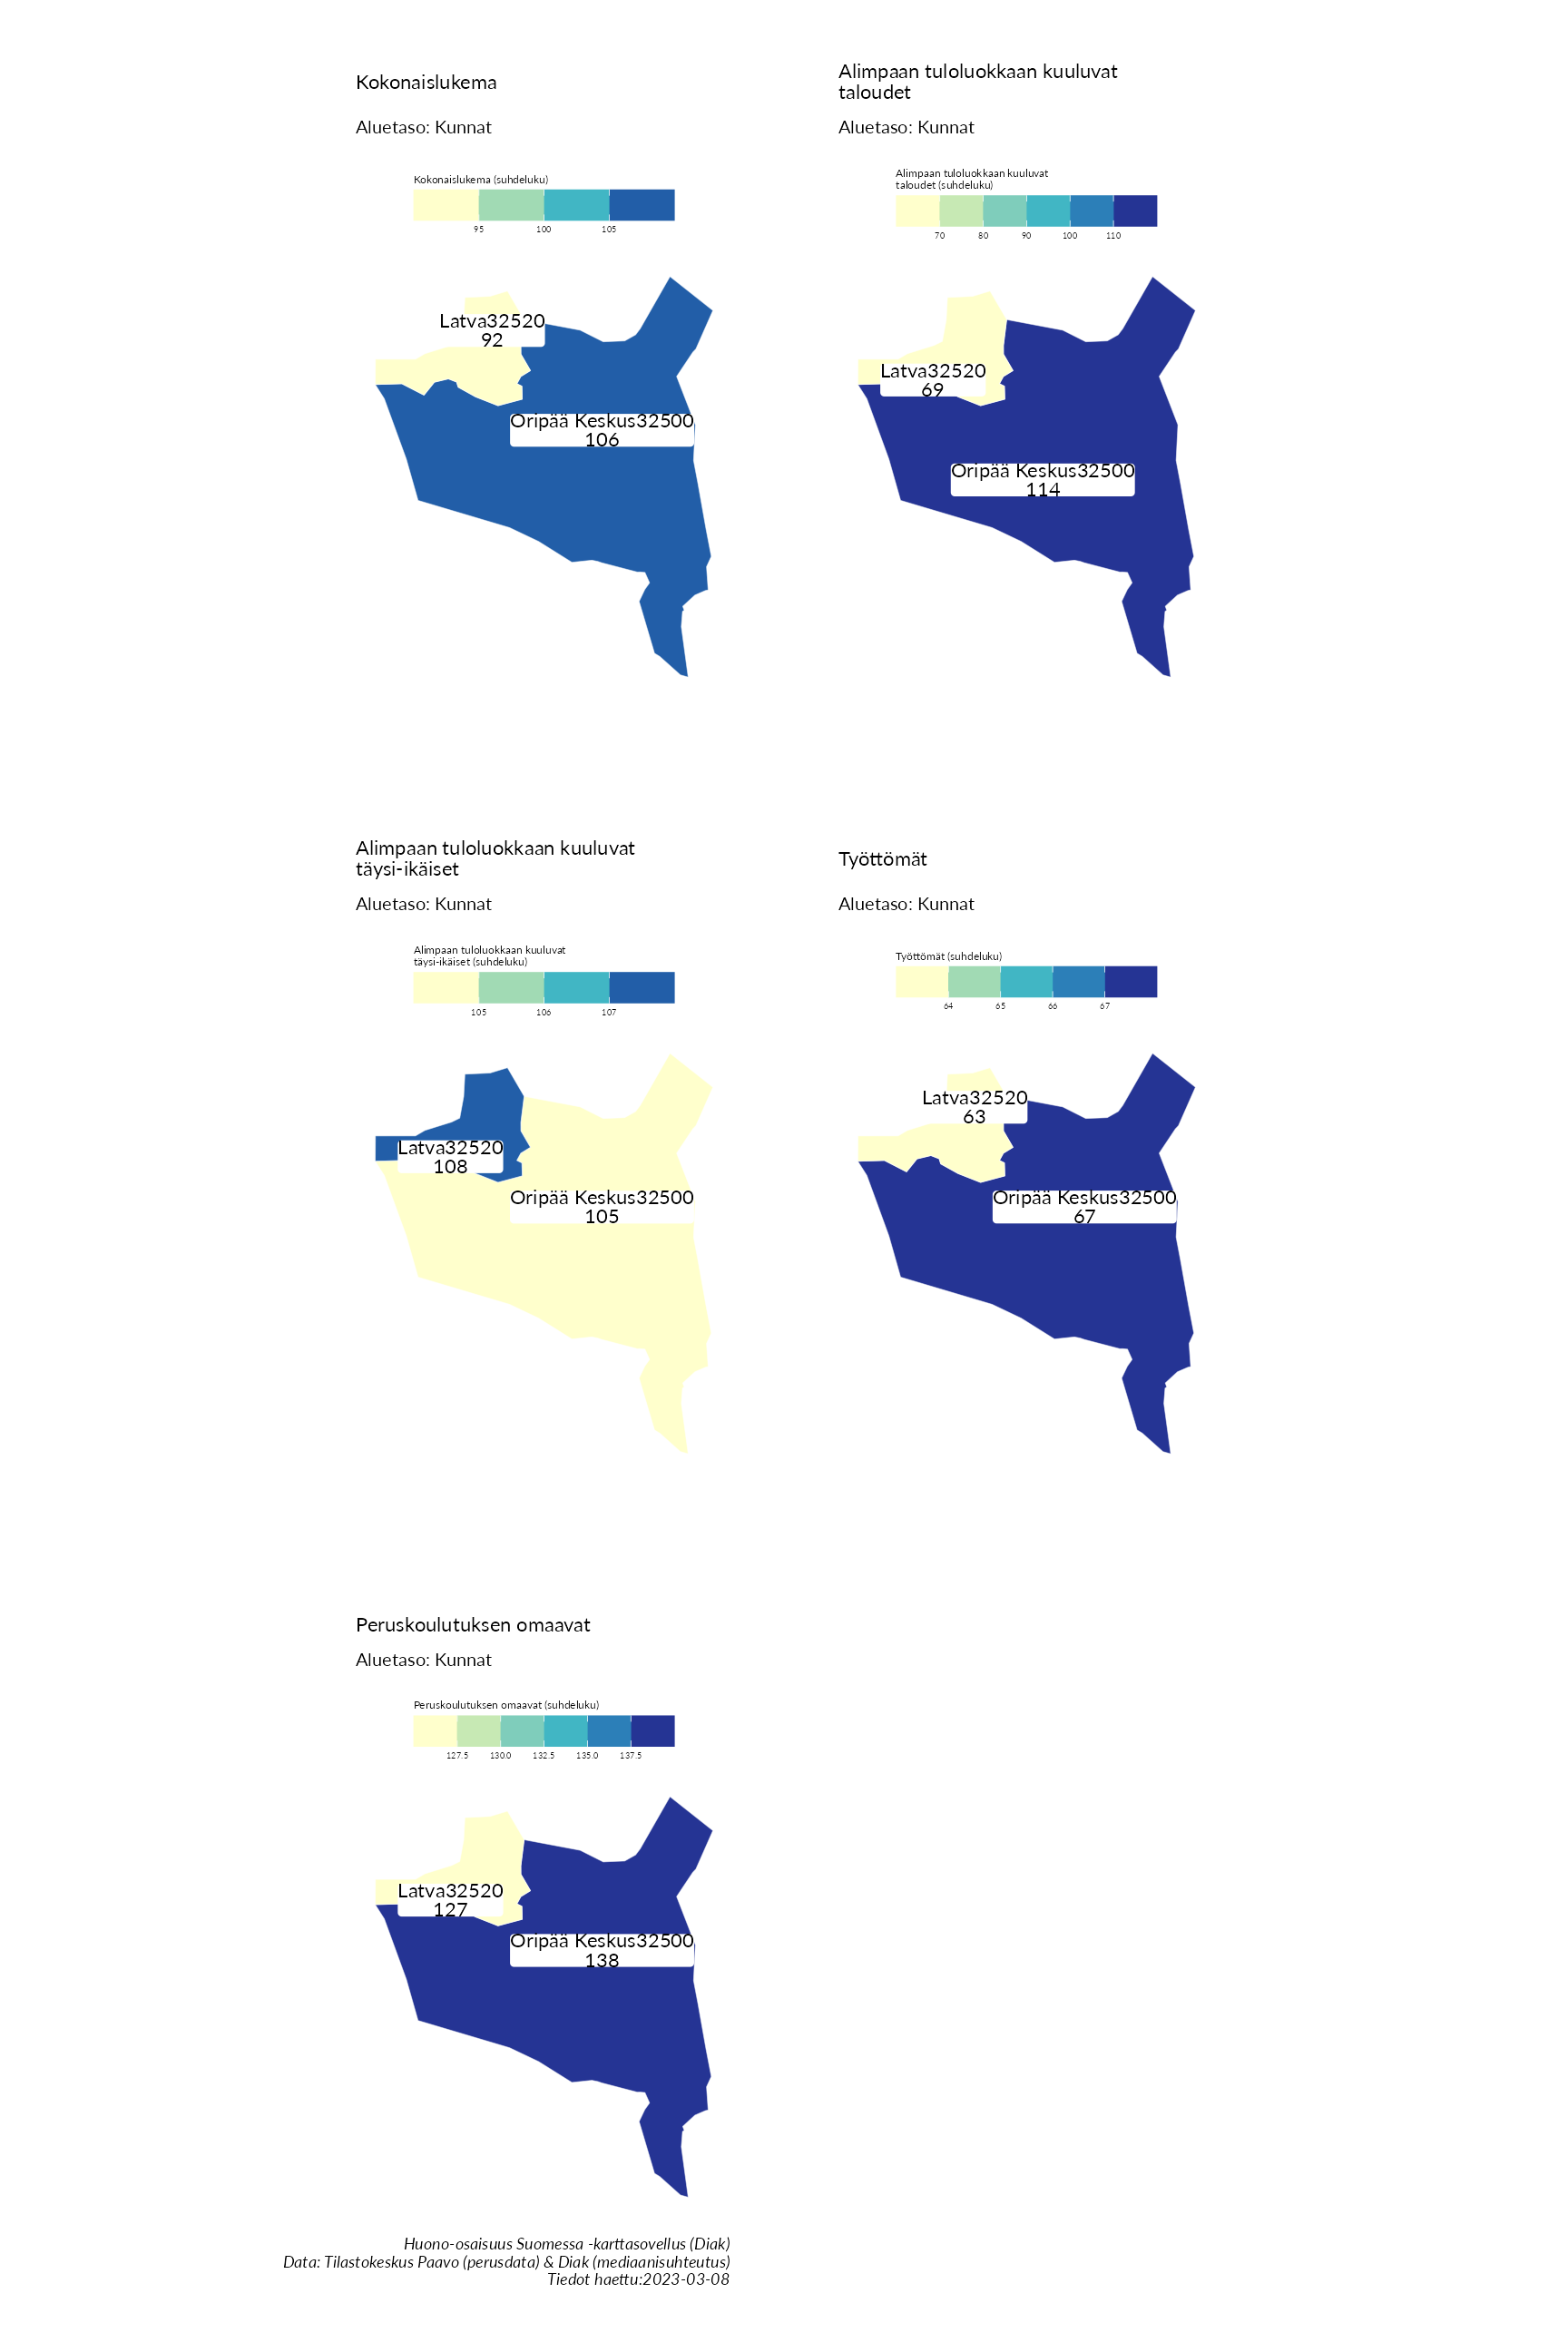 Kokonaislukema
Aluetaso: Kunnat
Kokonaislukema (suhdeluku)
95 100 105
Latva32520
92
Oripää Keskus32500
106
Alimpaan tuloluokkaan kuuluvat
taloudet
Aluetaso: Kunnat
Alimpaan tuloluokkaan kuuluvat
taloudet (suhdeluku)
70 80 90 100 110
Latva32520
69
Oripää Keskus32500
114
Alimpaan tuloluokkaan kuuluvat
täysi-ikäiset
Aluetaso: Kunnat
Alimpaan tuloluokkaan kuuluvat
täysi-ikäiset (suhdeluku)
105 106 107
Latva32520
108
Oripää Keskus32500
105
Työttömät
Aluetaso: Kunnat
Työttömät (suhdeluku)
64 65 66 67
Latva32520
63
Oripää Keskus32500
67
Peruskoulutuksen omaavat
Aluetaso: Kunnat
Peruskoulutuksen omaavat (suhdeluku)
127.5 130.0 132.5 135.0 137.5
Latva32520
127
Oripää Keskus32500
138
Huono-osaisuus Suomessa -karttasovellus (Diak)
Data: Tilastokeskus Paavo (perusdata) & Diak (mediaanisuhteutus)
Tiedot haettu:2023-03-08